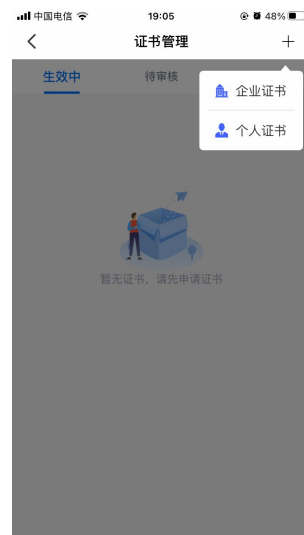 中国电信
19:05
48%
证书管理
生效中
待审核
企业证书
个人证书
暂无证书，请先申请证书